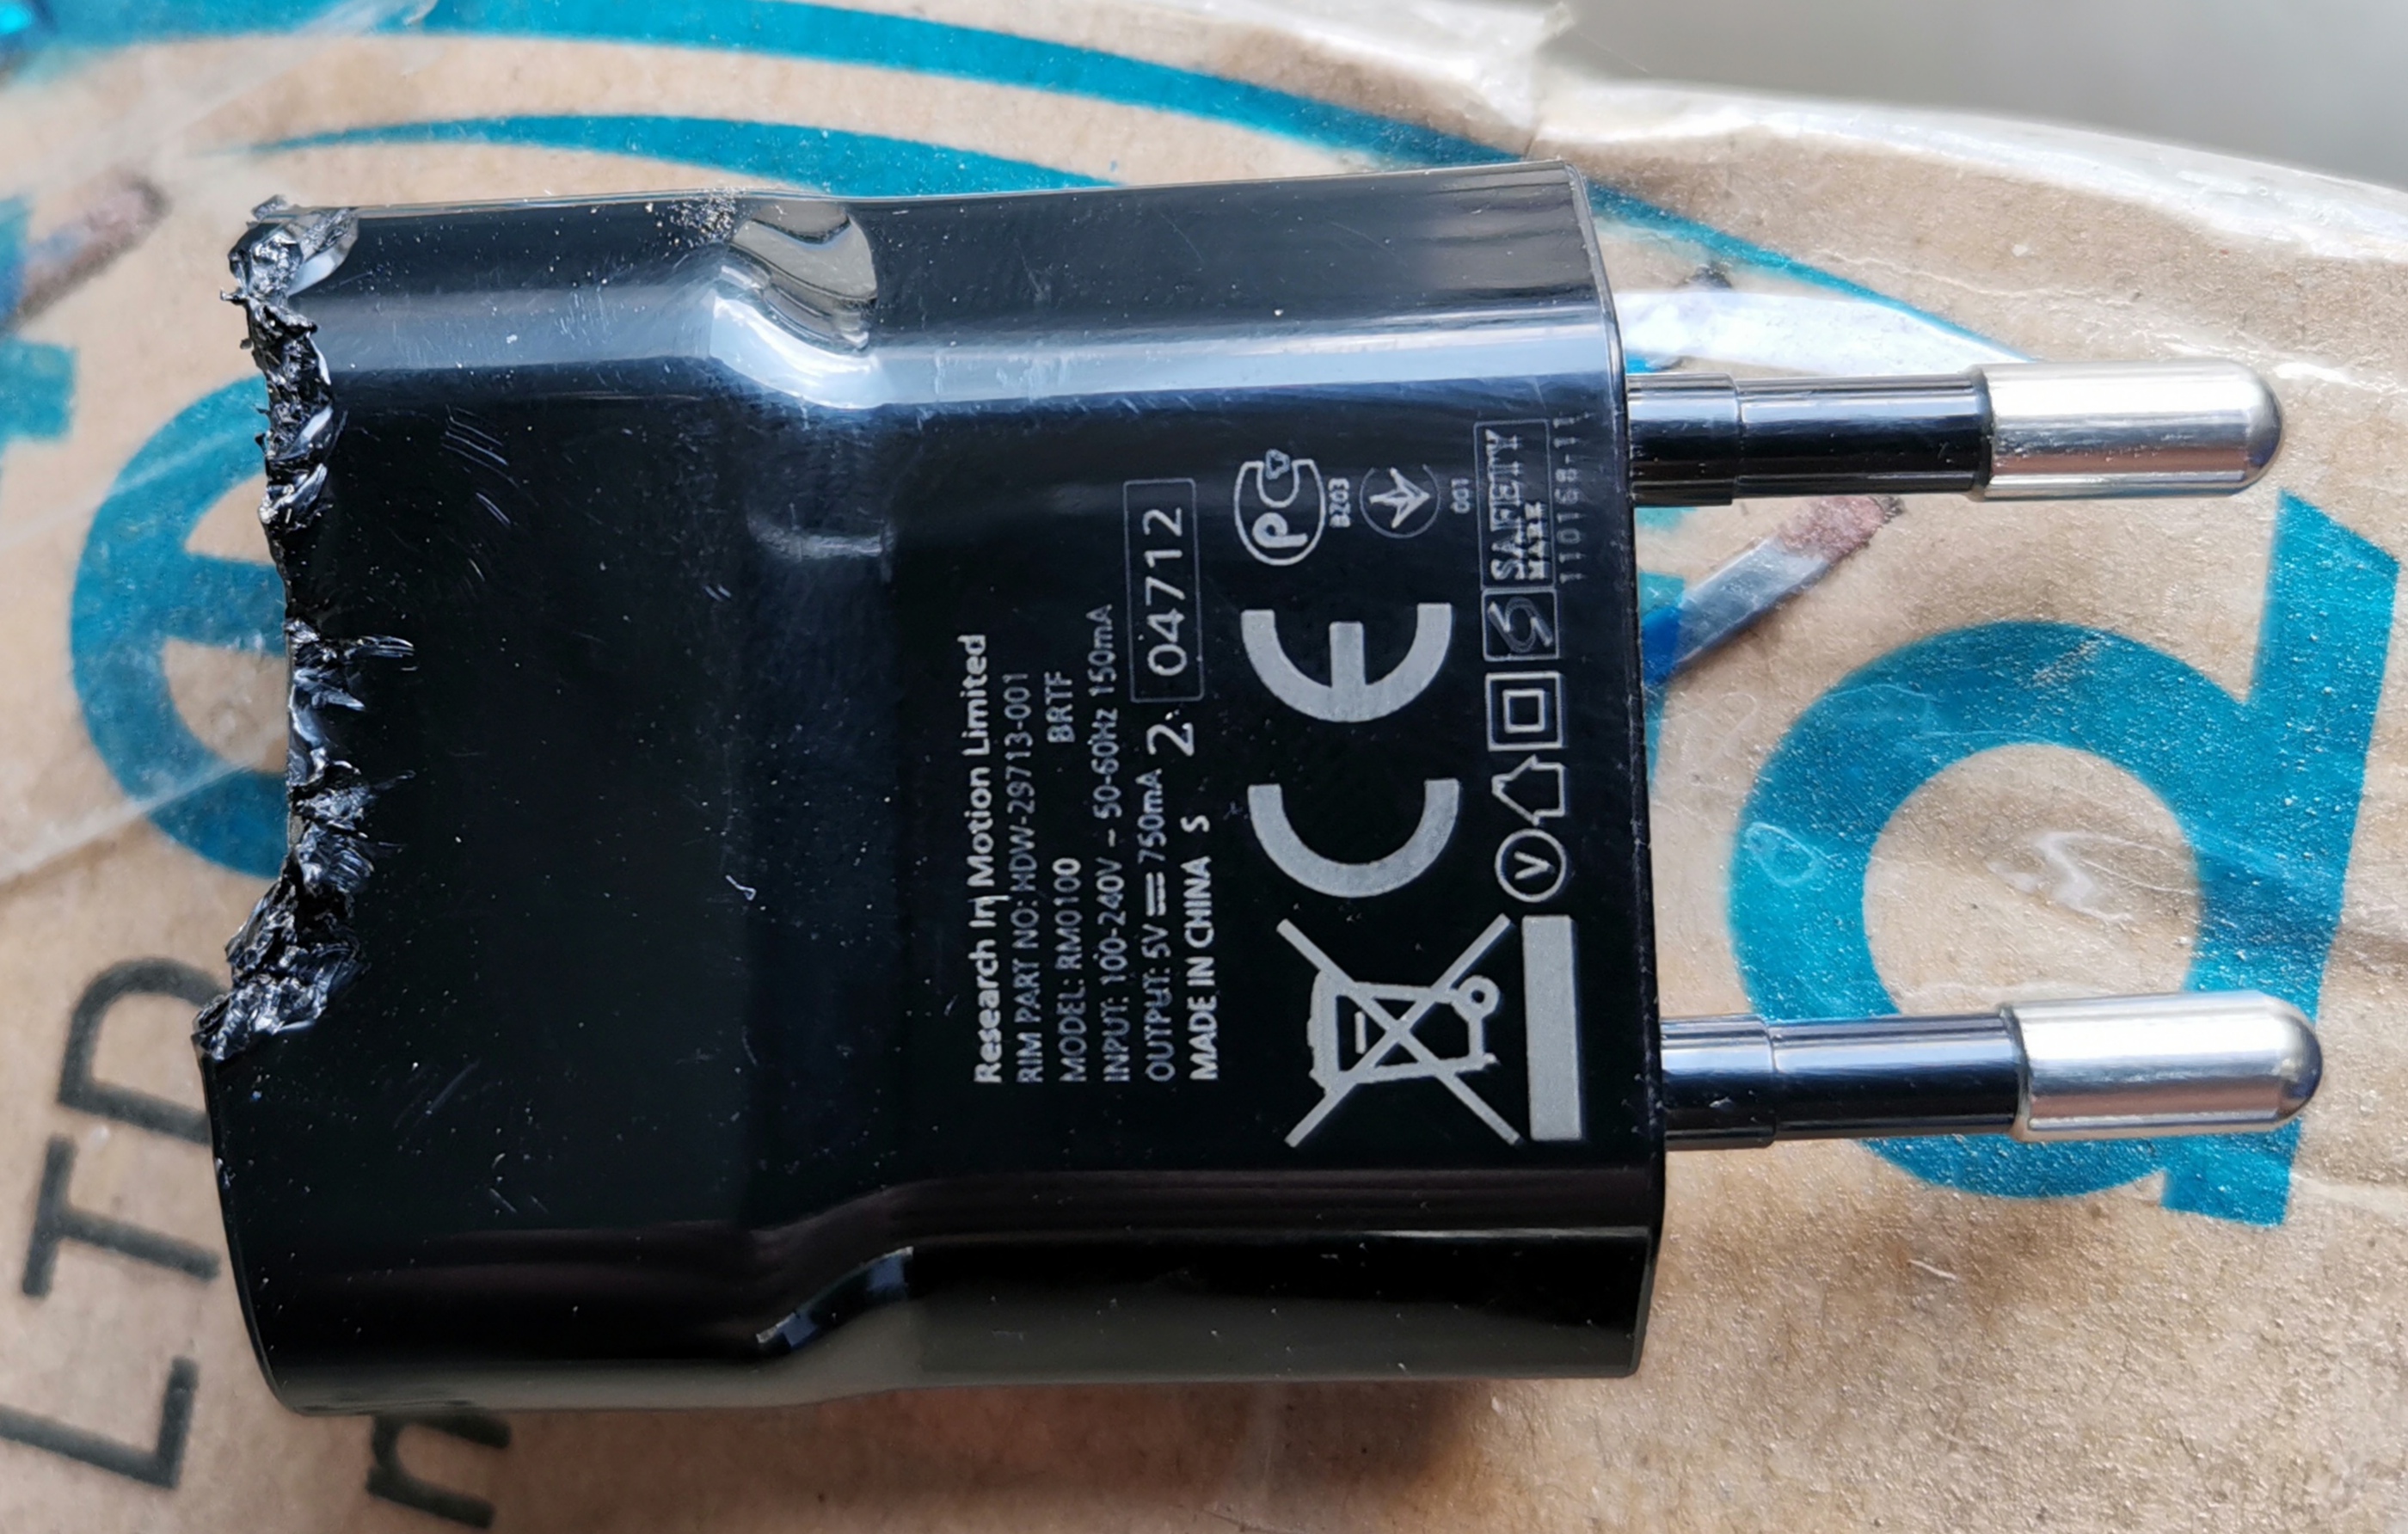 Research In Motion Limited
RIM PART NO: HDW-29713-001
MODEL: RM0100 BRTF
INPUT: 100-240V ~ 50-60Hz 150mA
OUTPUT: 5V ⎓ 750mA
MADE IN CHINA S 2 04712
CE
PC
BZ03
001
V
S SAFETY
MARK
110168-11
e
a
LTD
n